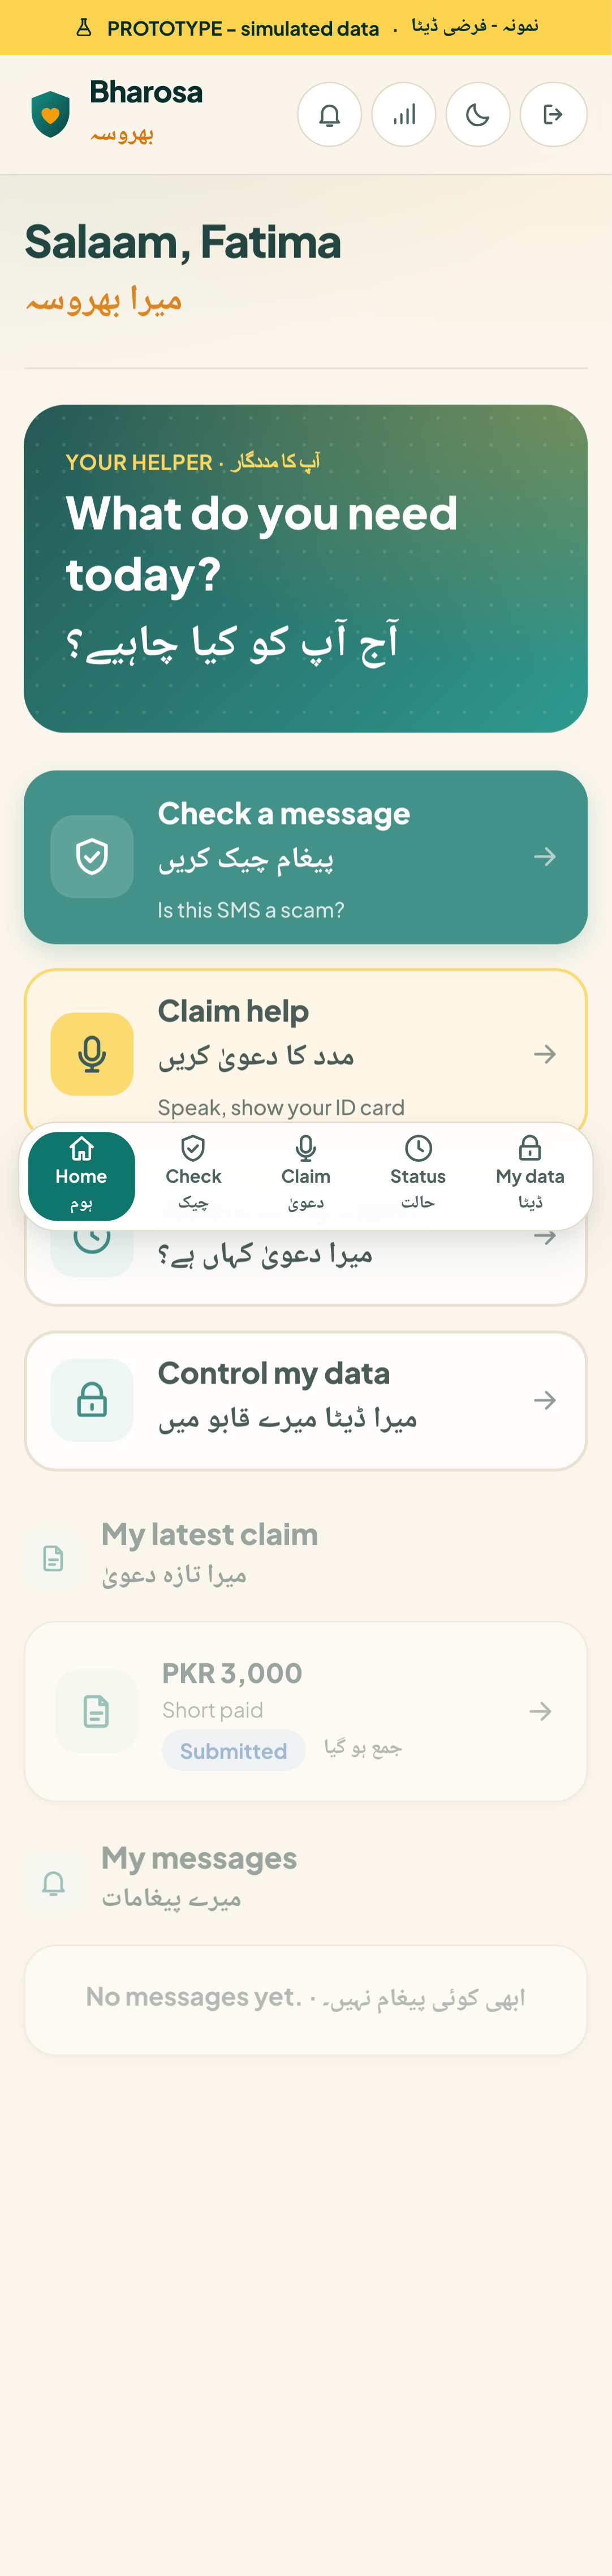 PROTOTYPE – simulated data · نمونہ - فرضی ڈیٹا
Bharosa
بھروسہ
Salaam, Fatima
میرا بھروسہ
YOUR HELPER · آپ کا مددگار
What do you need
today?
آج آپ کو کیا چاہیے؟
Check a message
پیغام چیک کریں
Is this SMS a scam?
Claim help
مدد کا دعویٰ کریں
Speak, show your ID card
Home
ہوم
Check
چیک
Claim
دعویٰ
Status
حالت
My data
ڈیٹا
میرا دعویٰ کہاں ہے؟
Control my data
میرا ڈیٹا میرے قابو میں
My latest claim
میرا تازہ دعویٰ
PKR 3,000
Short paid
Submitted جمع ہو گیا
My messages
میرے پیغامات
No messages yet. · ابھی کوئی پیغام نہیں۔